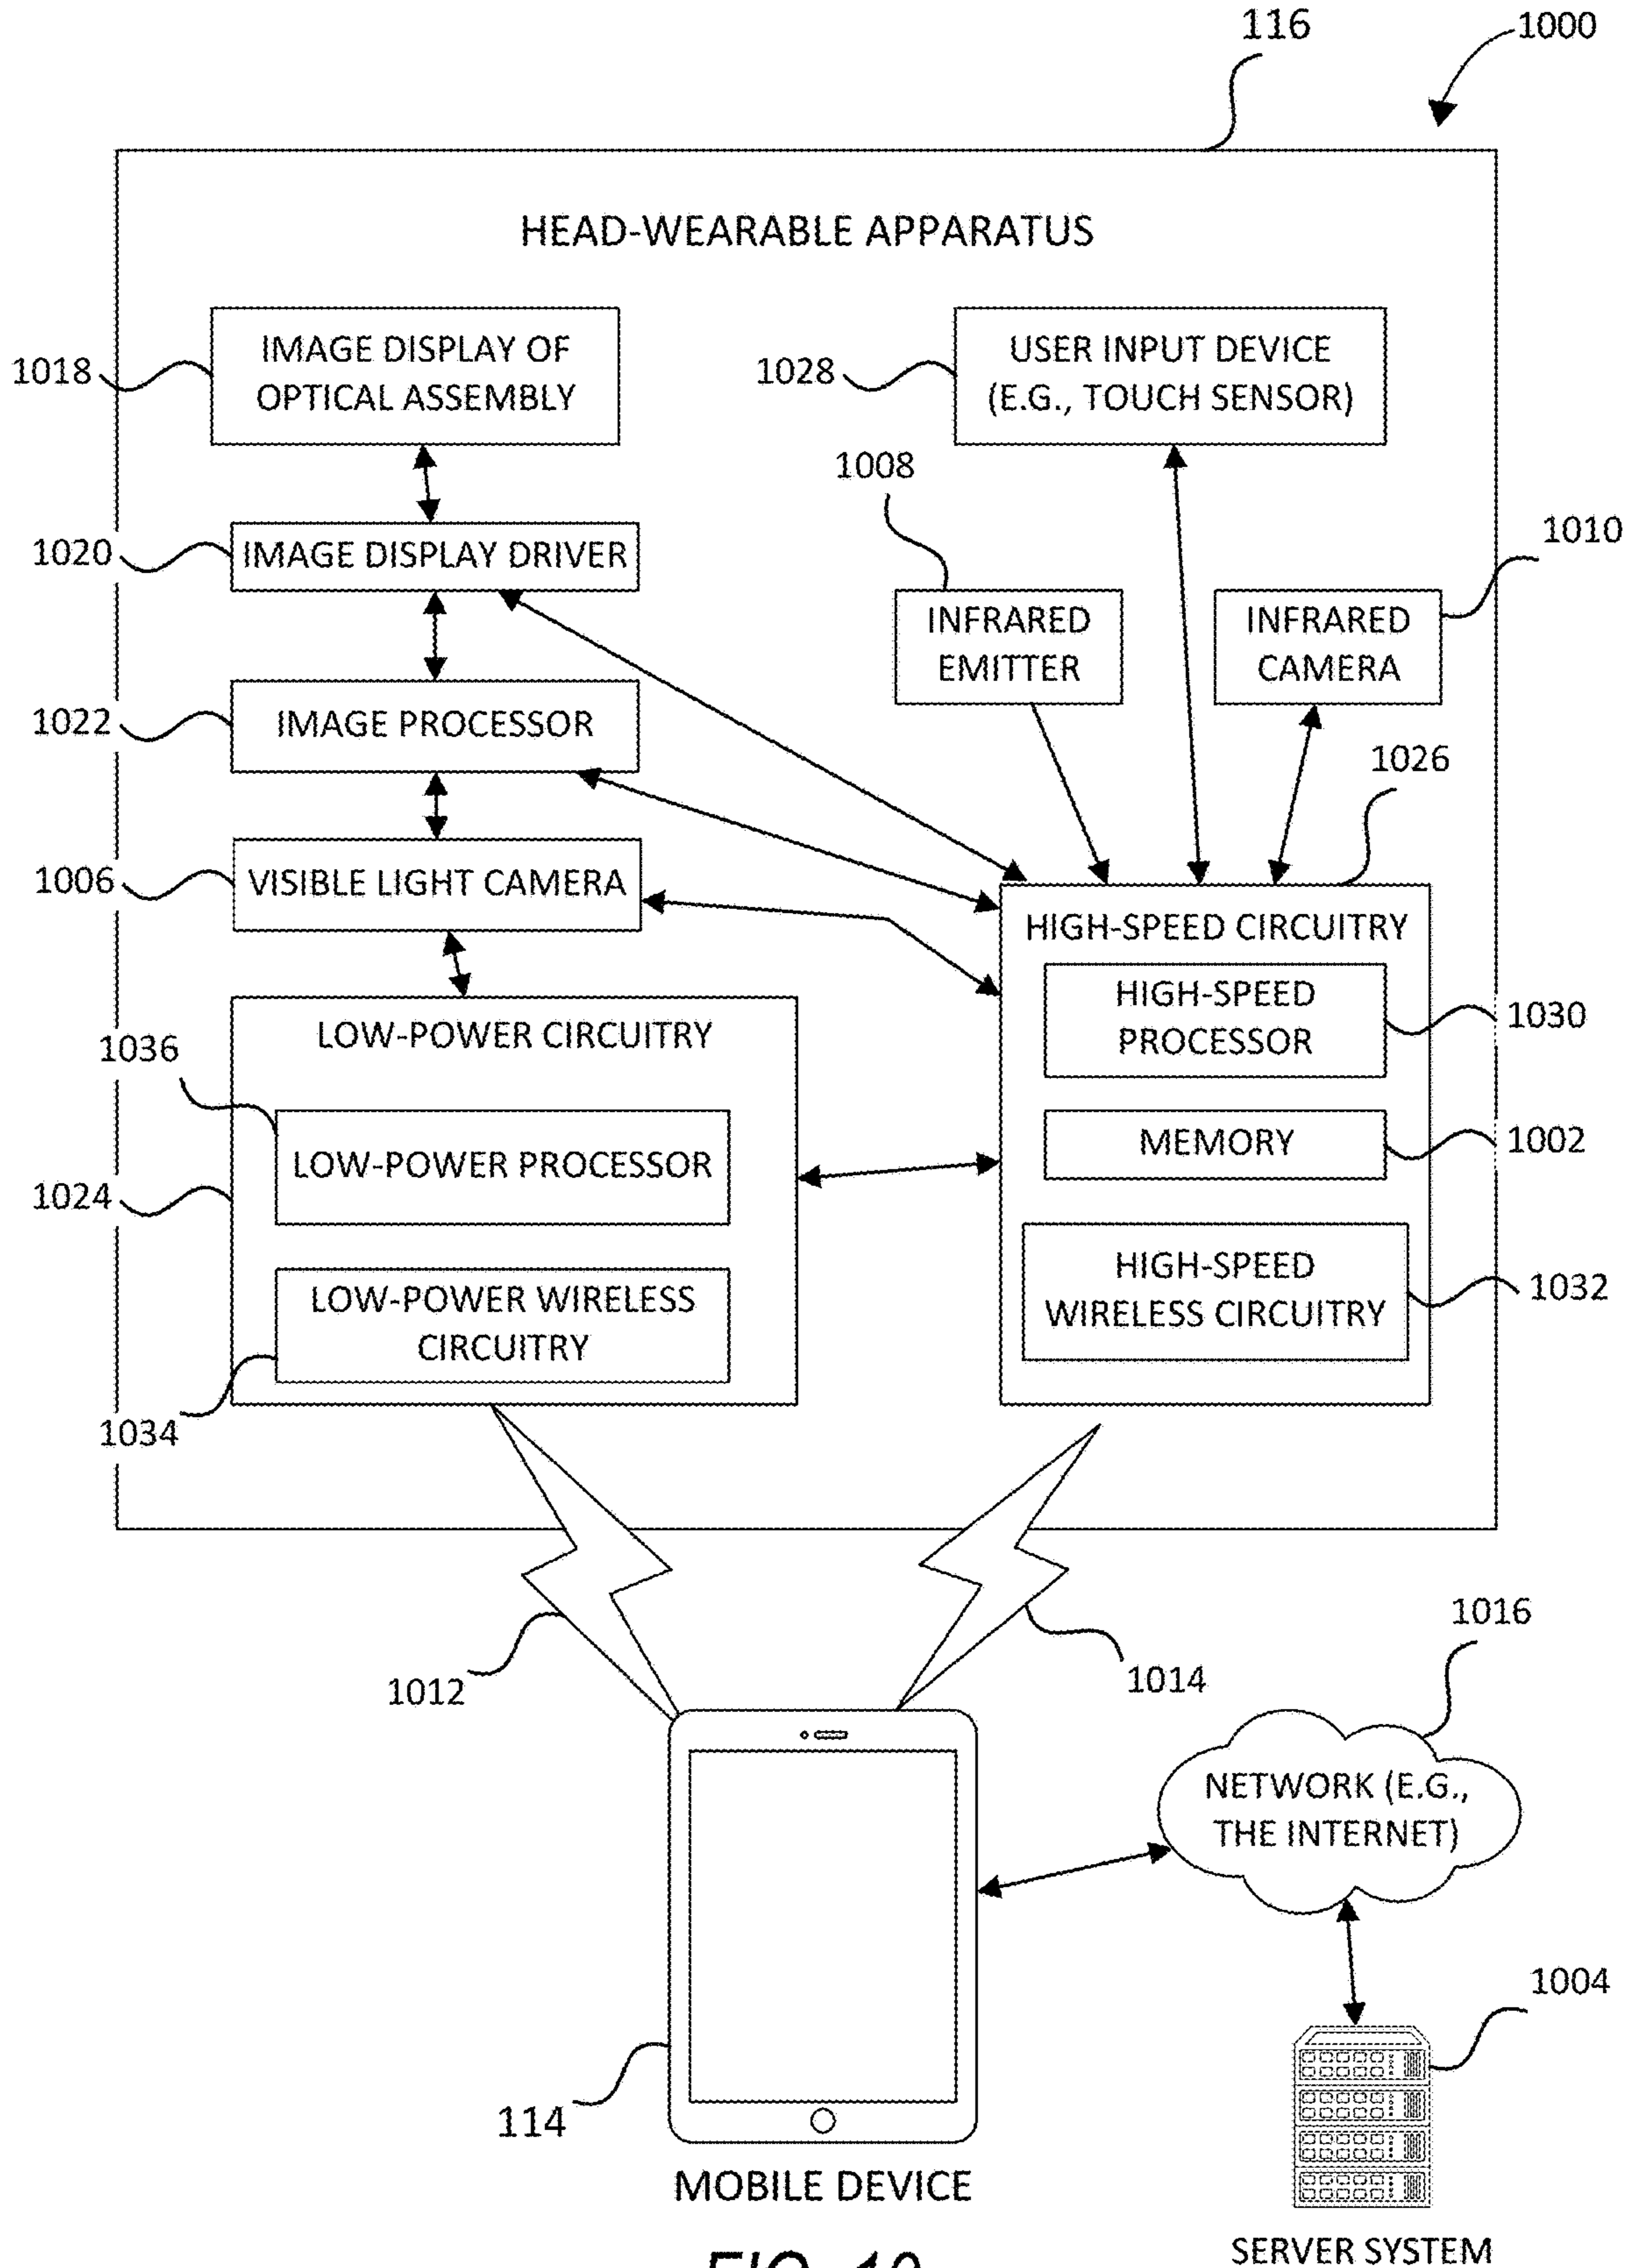 116
1000
HEAD-WEARABLE APPARATUS
1018
IMAGE DISPLAY OF
OPTICAL ASSEMBLY
1028
USER INPUT DEVICE
(E.G., TOUCH SENSOR)
1008
1020
IMAGE DISPLAY DRIVER
1010
INFRARED
EMITTER
INFRARED
CAMERA
1022
IMAGE PROCESSOR
1026
1006
VISIBLE LIGHT CAMERA
HIGH-SPEED CIRCUITRY
HIGH-SPEED
PROCESSOR
1030
1036
LOW-POWER CIRCUITRY
MEMORY
1002
LOW-POWER PROCESSOR
1024
HIGH-SPEED
WIRELESS CIRCUITRY
1032
LOW-POWER WIRELESS
CIRCUITRY
1034
1012
1014
1016
NETWORK (E.G.,
THE INTERNET)
1004
114
MOBILE DEVICE
SERVER SYSTEM
FIG. 10